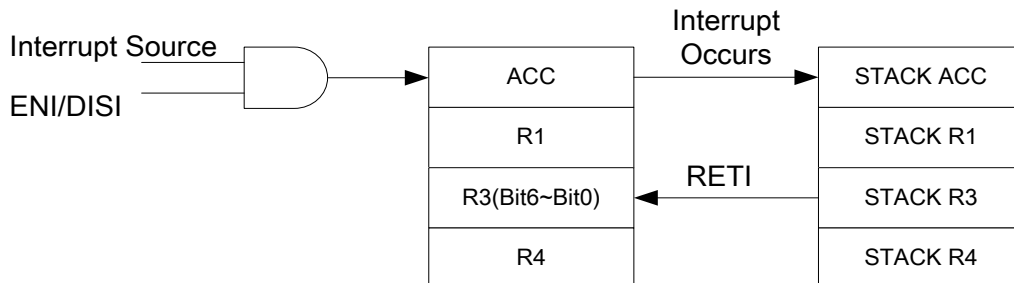 Interrupt Source
ENI/DISI
ACC
R1
R3(Bit6~Bit0)
R4
Interrupt
Occurs
RETI
STACK ACC
STACK R1
STACK R3
STACK R4